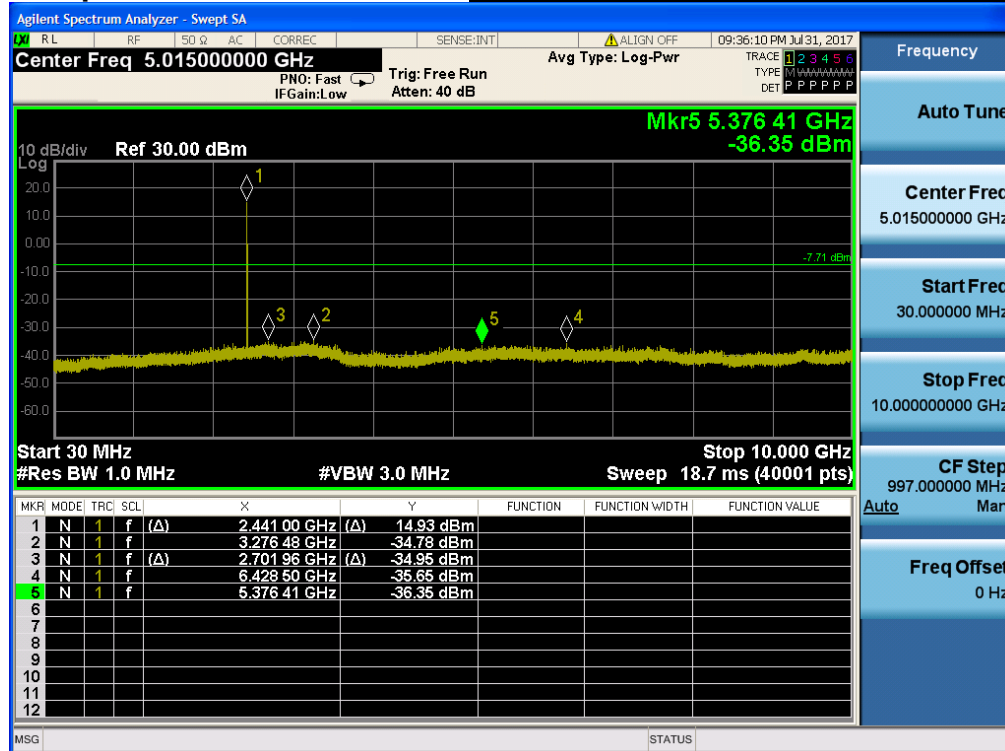 Agilent Spectrum Analyzer - Swept SA
LXI RL RF 50 Ω AC CORREC SENSE:INT ALIGN OFF 09:36:10 PM Jul 31, 2017
Center Freq 5.015000000 GHz
PNO: Fast
IFGain:Low
Trig: Free Run
Atten: 40 dB
Avg Type: Log-Pwr
TRACE 1 2 3 4 5 6
TYPE M W W W W W
DET P P P P P P
Mkr5 5.376 41 GHz
-36.35 dBm
10 dB/div Ref 30.00 dBm
Log
20.0
10.0
0.00
-10.0
-20.0
-30.0
-40.0
-50.0
-60.0
1
-7.71 dBm
3 2 5 4
Start 30 MHz Stop 10.000 GHz
#Res BW 1.0 MHz #VBW 3.0 MHz Sweep 18.7 ms (40001 pts)
MKR MODE TRC SCL X Y FUNCTION FUNCTION WIDTH FUNCTION VALUE
1 N 1 f (Δ) 2.441 00 GHz (Δ) 14.93 dBm
2 N 1 f 3.276 48 GHz -34.78 dBm
3 N 1 f (Δ) 2.701 96 GHz (Δ) -34.95 dBm
4 N 1 f 6.428 50 GHz -35.65 dBm
5 N 1 f 5.376 41 GHz -36.35 dBm
6
7
8
9
10
11
12
MSG STATUS
Frequency
Auto Tune
Center Freq
5.015000000 GHz
Start Freq
30.000000 MHz
Stop Freq
10.000000000 GHz
CF Step
997.000000 MHz
Auto Man
Freq Offset
0 Hz